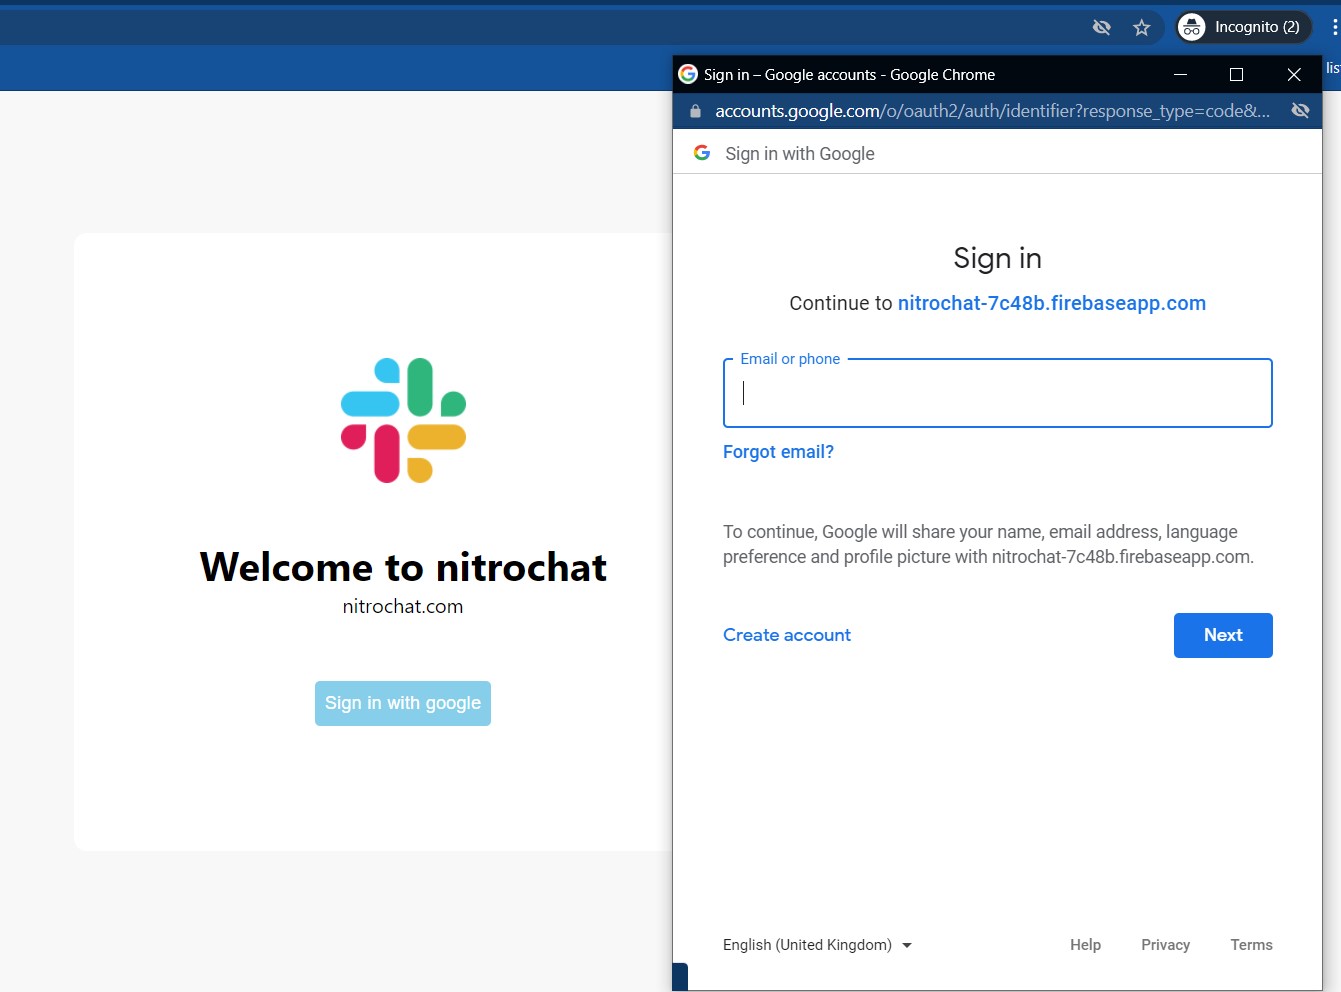 Incognito (2)
lis
Sign in – Google accounts - Google Chrome
accounts.google.com/o/oauth2/auth/identifier?response_type=code&...
Sign in with Google
Sign in
Continue to nitrochat-7c48b.firebaseapp.com
Email or phone
Forgot email?
To continue, Google will share your name, email address, language
preference and profile picture with nitrochat-7c48b.firebaseapp.com.
Create account
Next
English (United Kingdom)
Help Privacy Terms
Welcome to nitrochat
nitrochat.com
Sign in with google